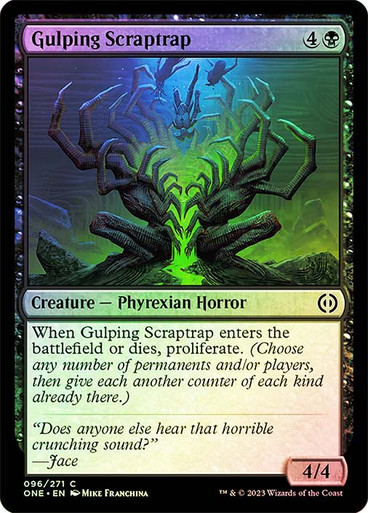 Gulping Scraptrap 4
Creature — Phyrexian Horror
When Gulping Scraptrap enters the
battlefield or dies, proliferate. (Choose
any number of permanents and/or players,
then give each another counter of each kind
already there.)
"Does anyone else hear that horrible
crunching sound?"
—Jace
4/4
096/271 C
ONE • EN Mike Franchina
™ & © 2023 Wizards of the Coast